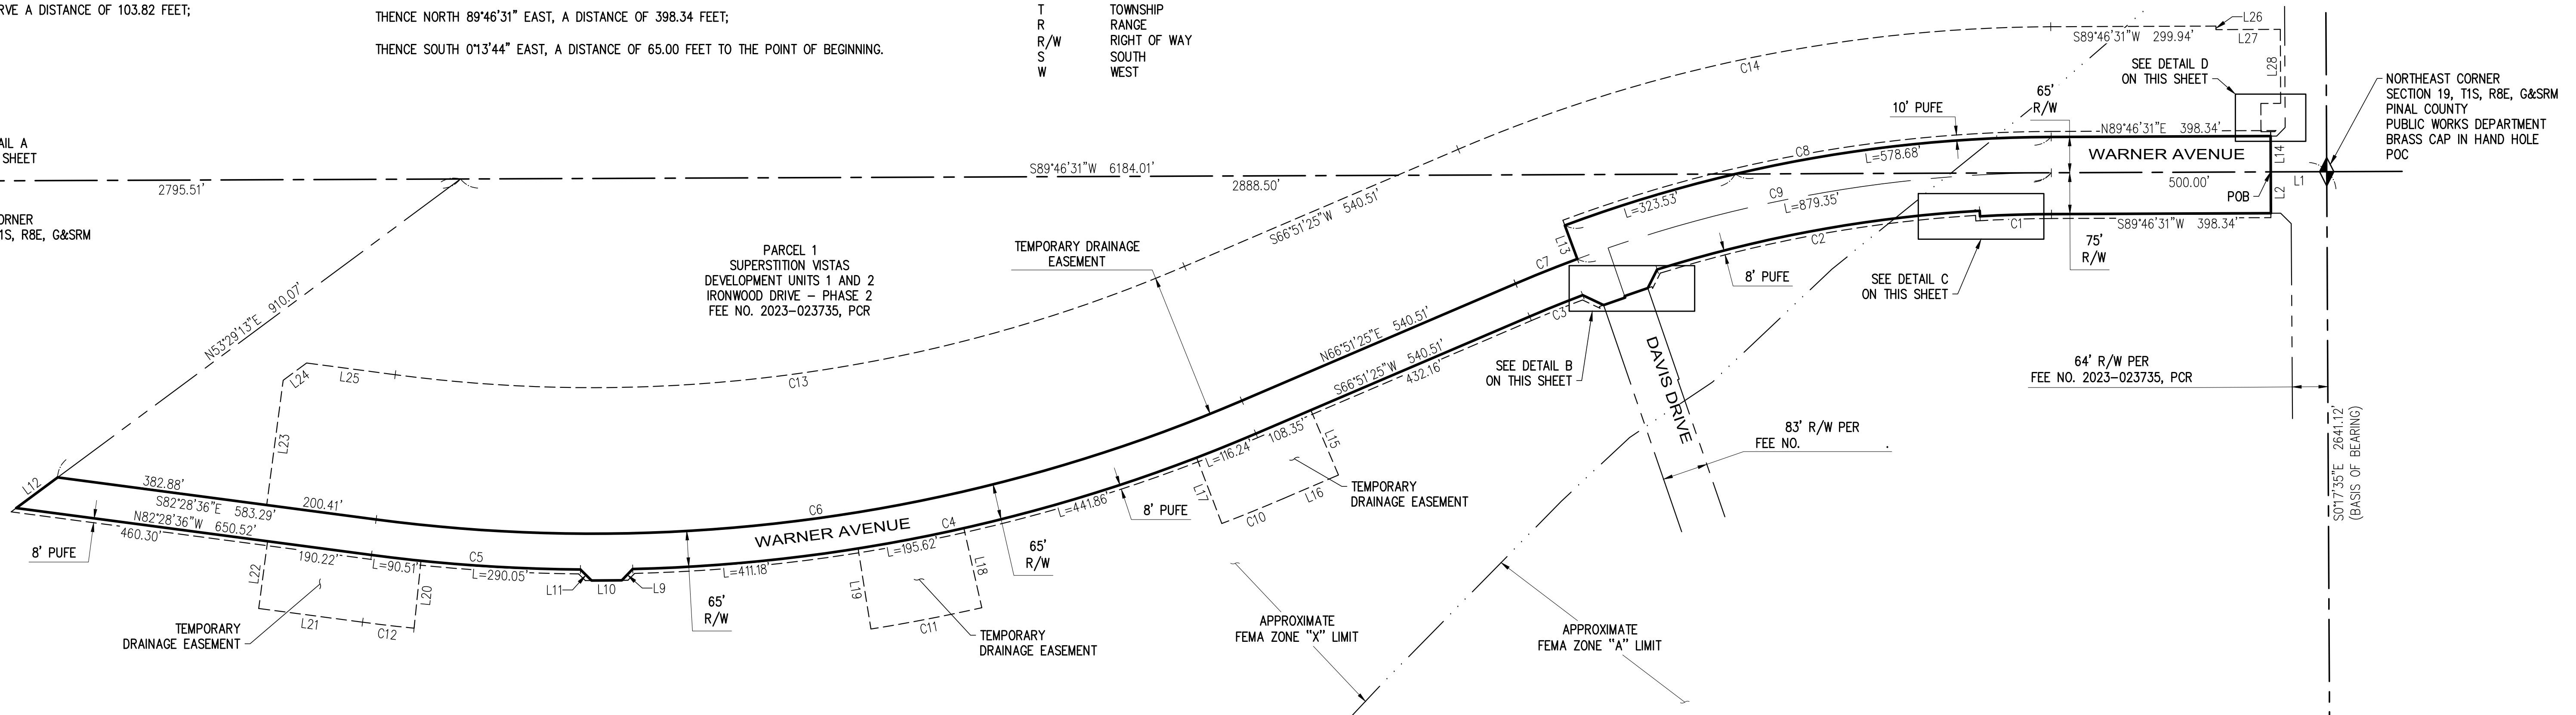 RVE A DISTANCE OF 103.82 FEET;
THENCE NORTH 89°46'31" EAST, A DISTANCE OF 398.34 FEET;
THENCE SOUTH 0°13'44" EAST, A DISTANCE OF 65.00 FEET TO THE POINT OF BEGINNING.
T TOWNSHIP
R RANGE
R/W RIGHT OF WAY
S SOUTH
W WEST
AIL A
SHEET
2795.51'
ORNER
1S, R8E, G&SRM
S89°46'31"W 6184.01'
2888.50'
N53°29'13"E 910.07'
PARCEL 1
SUPERSTITION VISTAS
DEVELOPMENT UNITS 1 AND 2
IRONWOOD DRIVE – PHASE 2
FEE NO. 2023-023735, PCR
TEMPORARY DRAINAGE
EASEMENT
S66°51'25"W 540.51'
C14
S89°46'31"W 299.94'
L26
L27
L28
SEE DETAIL D
ON THIS SHEET
NORTHEAST CORNER
SECTION 19, T1S, R8E, G&SRM
PINAL COUNTY
PUBLIC WORKS DEPARTMENT
BRASS CAP IN HAND HOLE
POC
10' PUFE
65'
R/W
N89°46'31"E 398.34'
WARNER AVENUE
L14
500.00'
L1
POB
L2
S89°46'31"W 398.34'
75'
R/W
C8
L=578.68'
C9
L=879.35'
L=323.53'
L13
C7
C1
C2
SEE DETAIL C
ON THIS SHEET
8' PUFE
C3
SEE DETAIL B
ON THIS SHEET
DAVIS DRIVE
64' R/W PER
FEE NO. 2023-023735, PCR
83' R/W PER
FEE NO. .
S0°17'35"E 2641.12'
(BASIS OF BEARING)
N66°51'25"E 540.51'
S66°51'25"W 540.51'
432.16'
108.35'
L=116.24'
L15
L16
L17
C10
TEMPORARY
DRAINAGE EASEMENT
L24
L25
L23
C13
L12
382.88'
S82°28'36"E 583.29'
200.41'
N82°28'36"W 650.52'
460.30'
190.22'
8' PUFE
L22
L21
L20
C12
L=90.51'
C5
L=290.05'
L11
L10
L9
L=411.18'
65'
R/W
C6
WARNER AVENUE
C4
L=195.62'
L=441.86'
8' PUFE
65'
R/W
L19
L18
C11
TEMPORARY
DRAINAGE EASEMENT
TEMPORARY
DRAINAGE EASEMENT
APPROXIMATE
FEMA ZONE "X" LIMIT
APPROXIMATE
FEMA ZONE "A" LIMIT